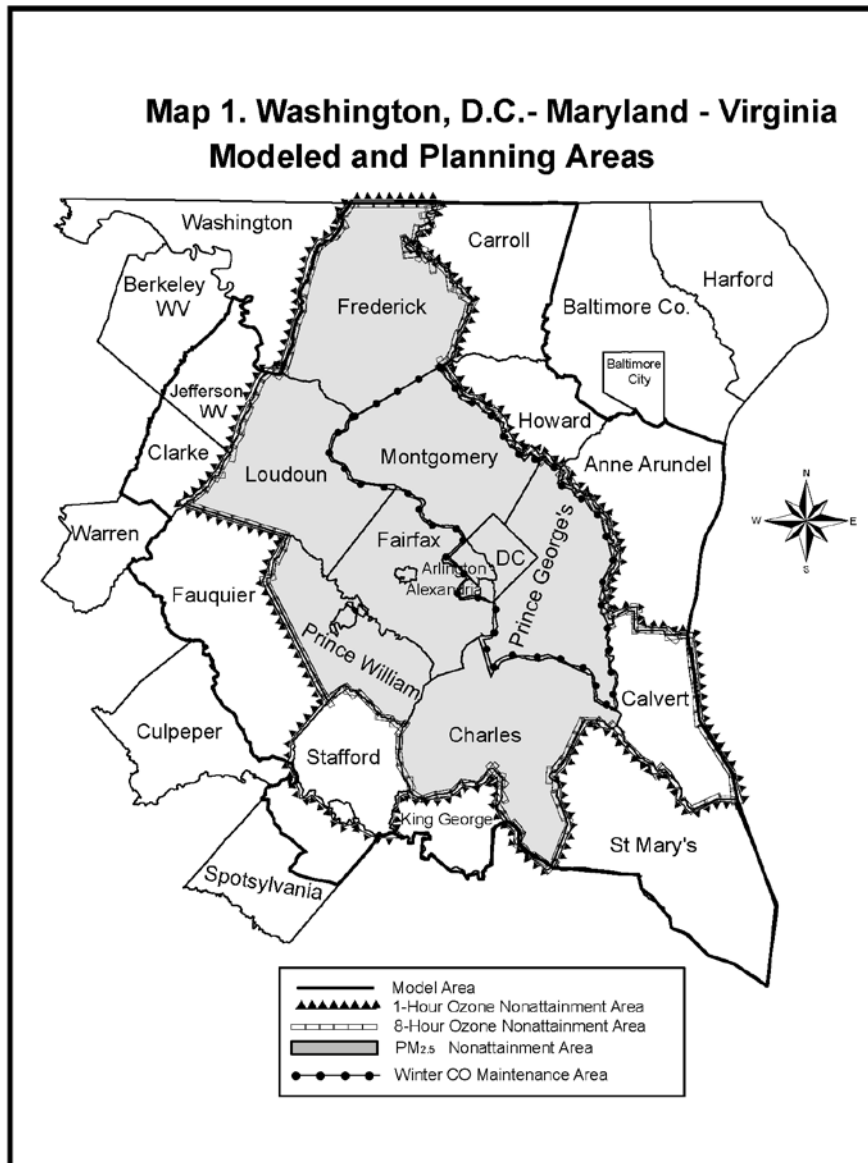 Map 1. Washington, D.C.- Maryland - Virginia
Modeled and Planning Areas
Washington
Carroll
Harford
Berkeley
WV
Frederick
Baltimore Co.
Baltimore
City
Jefferson
WV
Howard
Clarke
Montgomery
Anne Arundel
Loudoun
N
W
E
S
Warren
Fairfax
DC
Arlington
Alexandria
Prince George's
Fauquier
Prince William
Calvert
Culpeper
Stafford
Charles
King George
St Mary's
Spotsylvania
Model Area
1-Hour Ozone Nonattainment Area
8-Hour Ozone Nonattainment Area
PM2.5 Nonattainment Area
Winter CO Maintenance Area